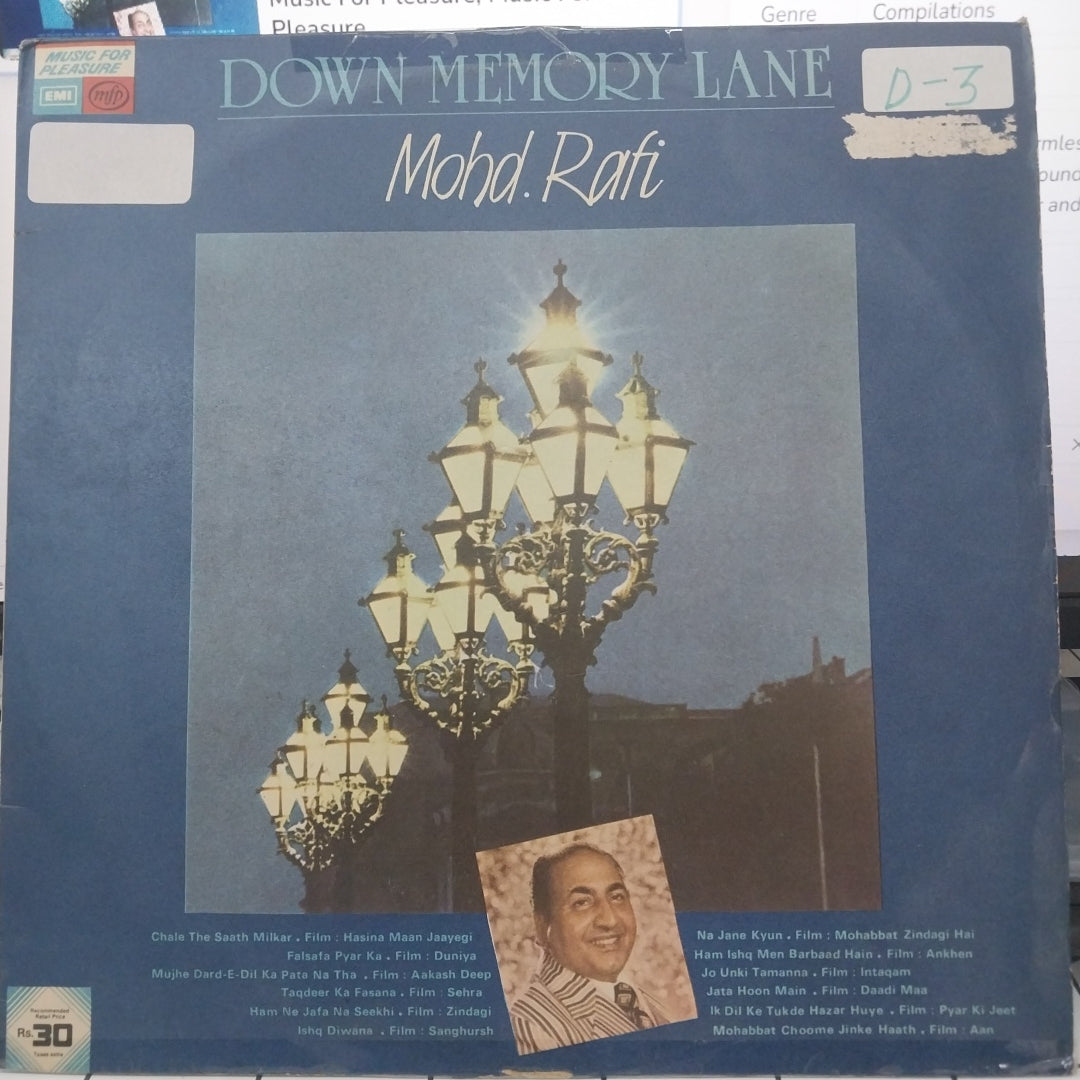 Music For Pleasure, Music For
Pleasure
Genre Compilations
MUSIC FOR
PLEASURE
EMI mfp
DOWN MEMORY LANE
D-3
Mohd. Rafi
Chale The Saath Milkar . Film : Hasina Maan Jaayegi
Falsafa Pyar Ka . Film : Duniya
Mujhe Dard-E-Dil Ka Pata Na Tha . Film : Aakash Deep
Taqdeer Ka Fasana . Film : Sehra
Ham Ne Jafa Na Seekhi . Film : Zindagi
Ishq Diwana . Film : Sanghursh
Na Jane Kyun . Film : Mohabbat Zindagi Hai
Ham Ishq Men Barbaad Hain . Film : Ankhen
Jo Unki Tamanna . Film : Intaqam
Jata Hoon Main . Film : Daadi Maa
Ik Dil Ke Tukde Hazar Huye . Film : Pyar Ki Jeet
Mohabbat Choome Jinke Haath . Film : Aan
Recommended
Retail Price
Rs.30
Taxes extra